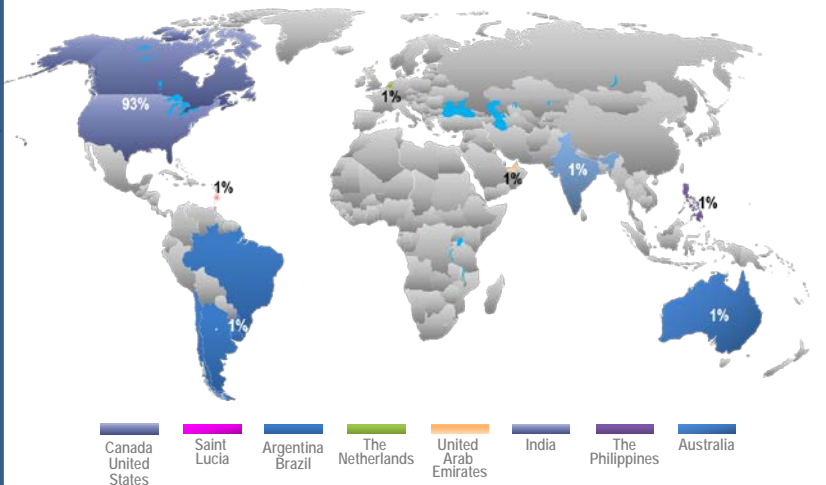 93%
1%
1%
1%
1%
1%
1%
1%
Canada
United
States
Saint
Lucia
Argentina
Brazil
The
Netherlands
United
Arab
Emirates
India
The
Philippines
Australia